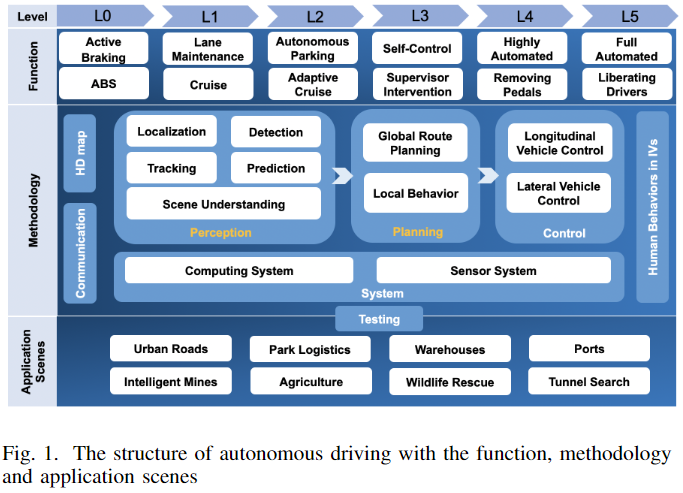 Level
L0
L1
L2
L3
L4
L5
Function
Active
Braking
Lane
Maintenance
Autonomous
Parking
Self-Control
Highly
Automated
Full
Automated
ABS
Cruise
Adaptive
Cruise
Supervisor
Intervention
Removing
Pedals
Liberating
Drivers
Methodology
HD map
Communication
Localization
Detection
Tracking
Prediction
Scene Understanding
Perception
Global Route
Planning
Local Behavior
Planning
Longitudinal
Vehicle Control
Lateral Vehicle
Control
Control
Human Behaviors in IVs
Computing System
Sensor System
System
Testing
Application
Scenes
Urban Roads
Park Logistics
Warehouses
Ports
Intelligent Mines
Agriculture
Wildlife Rescue
Tunnel Search
Fig. 1. The structure of autonomous driving with the function, methodology
and application scenes